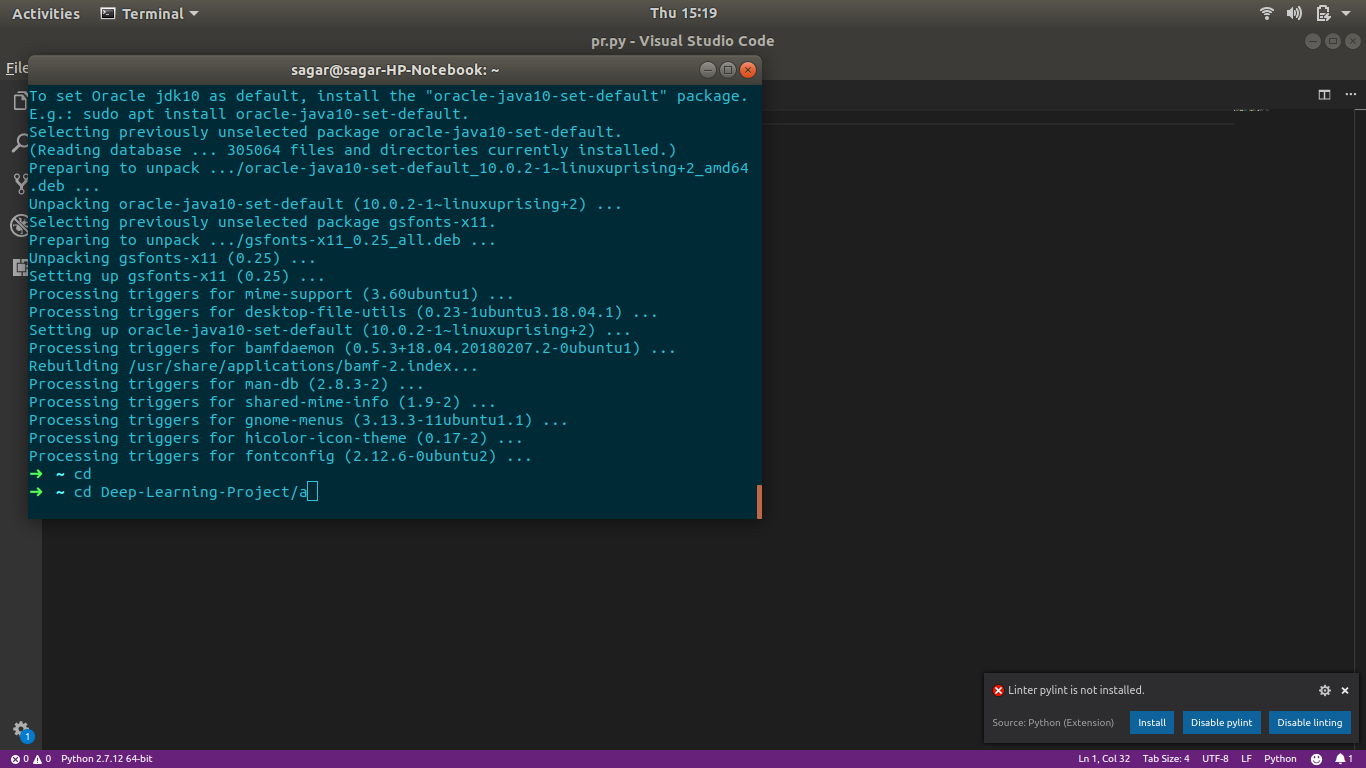 Activities Terminal Thu 15:19
pr.py - Visual Studio Code
File
sagar@sagar-HP-Notebook: ~
To set Oracle jdk10 as default, install the "oracle-java10-set-default" package.
E.g.: sudo apt install oracle-java10-set-default.
Selecting previously unselected package oracle-java10-set-default.
(Reading database ... 305064 files and directories currently installed.)
Preparing to unpack .../oracle-java10-set-default_10.0.2-1~linuxuprising+2_amd64
.deb ...
Unpacking oracle-java10-set-default (10.0.2-1~linuxuprising+2) ...
Selecting previously unselected package gsfonts-x11.
Preparing to unpack .../gsfonts-x11_0.25_all.deb ...
Unpacking gsfonts-x11 (0.25) ...
Setting up gsfonts-x11 (0.25) ...
Processing triggers for mime-support (3.60ubuntu1) ...
Processing triggers for desktop-file-utils (0.23-1ubuntu3.18.04.1) ...
Setting up oracle-java10-set-default (10.0.2-1~linuxuprising+2) ...
Processing triggers for bamfdaemon (0.5.3+18.04.20180207.2-0ubuntu1) ...
Rebuilding /usr/share/applications/bamf-2.index...
Processing triggers for man-db (2.8.3-2) ...
Processing triggers for shared-mime-info (1.9-2) ...
Processing triggers for gnome-menus (3.13.3-11ubuntu1.1) ...
Processing triggers for hicolor-icon-theme (0.17-2) ...
Processing triggers for fontconfig (2.12.6-0ubuntu2) ...
➜ ~ cd
➜ ~ cd Deep-Learning-Project/a
Linter pylint is not installed.
Source: Python (Extension) Install Disable pylint Disable linting
1
0 0 Python 2.7.12 64-bit Ln 1, Col 32 Tab Size: 4 UTF-8 LF Python 1